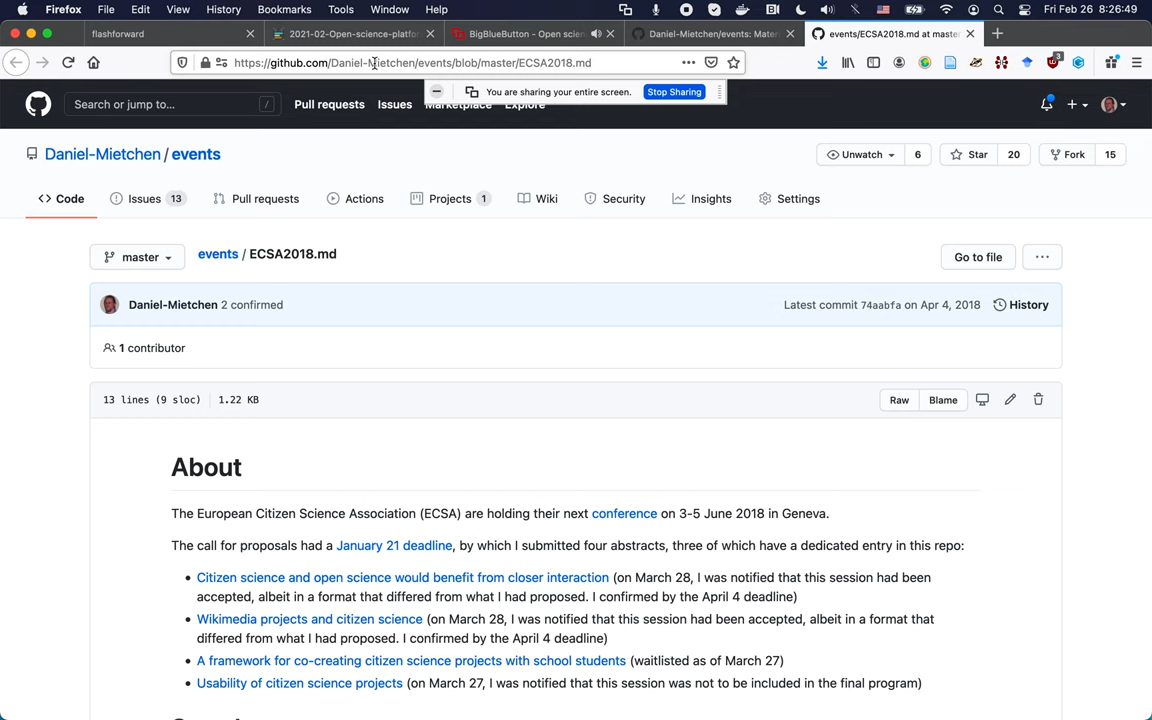 Firefox File Edit View History Bookmarks Tools Window Help Fri Feb 26 8:26:49
flashforward 2021-02-Open-science-platfor BigBlueButton - Open scien Daniel-Mietchen/events: Mater events/ECSA2018.md at master
https://github.com/Daniel-Mietchen/events/blob/master/ECSA2018.md 3
You are sharing your entire screen. Stop Sharing
Search or jump to... / Pull requests Issues Marketplace Explore
Daniel-Mietchen / events Unwatch 6 Star 20 Fork 15
Code Issues 13 Pull requests Actions Projects 1 Wiki Security Insights Settings
master events / ECSA2018.md Go to file ...
Daniel-Mietchen 2 confirmed Latest commit 74aabfa on Apr 4, 2018 History
1 contributor
13 lines (9 sloc) 1.22 KB Raw Blame
About
The European Citizen Science Association (ECSA) are holding their next conference on 3-5 June 2018 in Geneva.
The call for proposals had a January 21 deadline, by which I submitted four abstracts, three of which have a dedicated entry in this repo:
• Citizen science and open science would benefit from closer interaction (on March 28, I was notified that this session had been
accepted, albeit in a format that differed from what I had proposed. I confirmed by the April 4 deadline)
• Wikimedia projects and citizen science (on March 28, I was notified that this session had been accepted, albeit in a format that
differed from what I had proposed. I confirmed by the April 4 deadline)
• A framework for co-creating citizen science projects with school students (waitlisted as of March 27)
• Usability of citizen science projects (on March 27, I was notified that this session was not to be included in the final program)